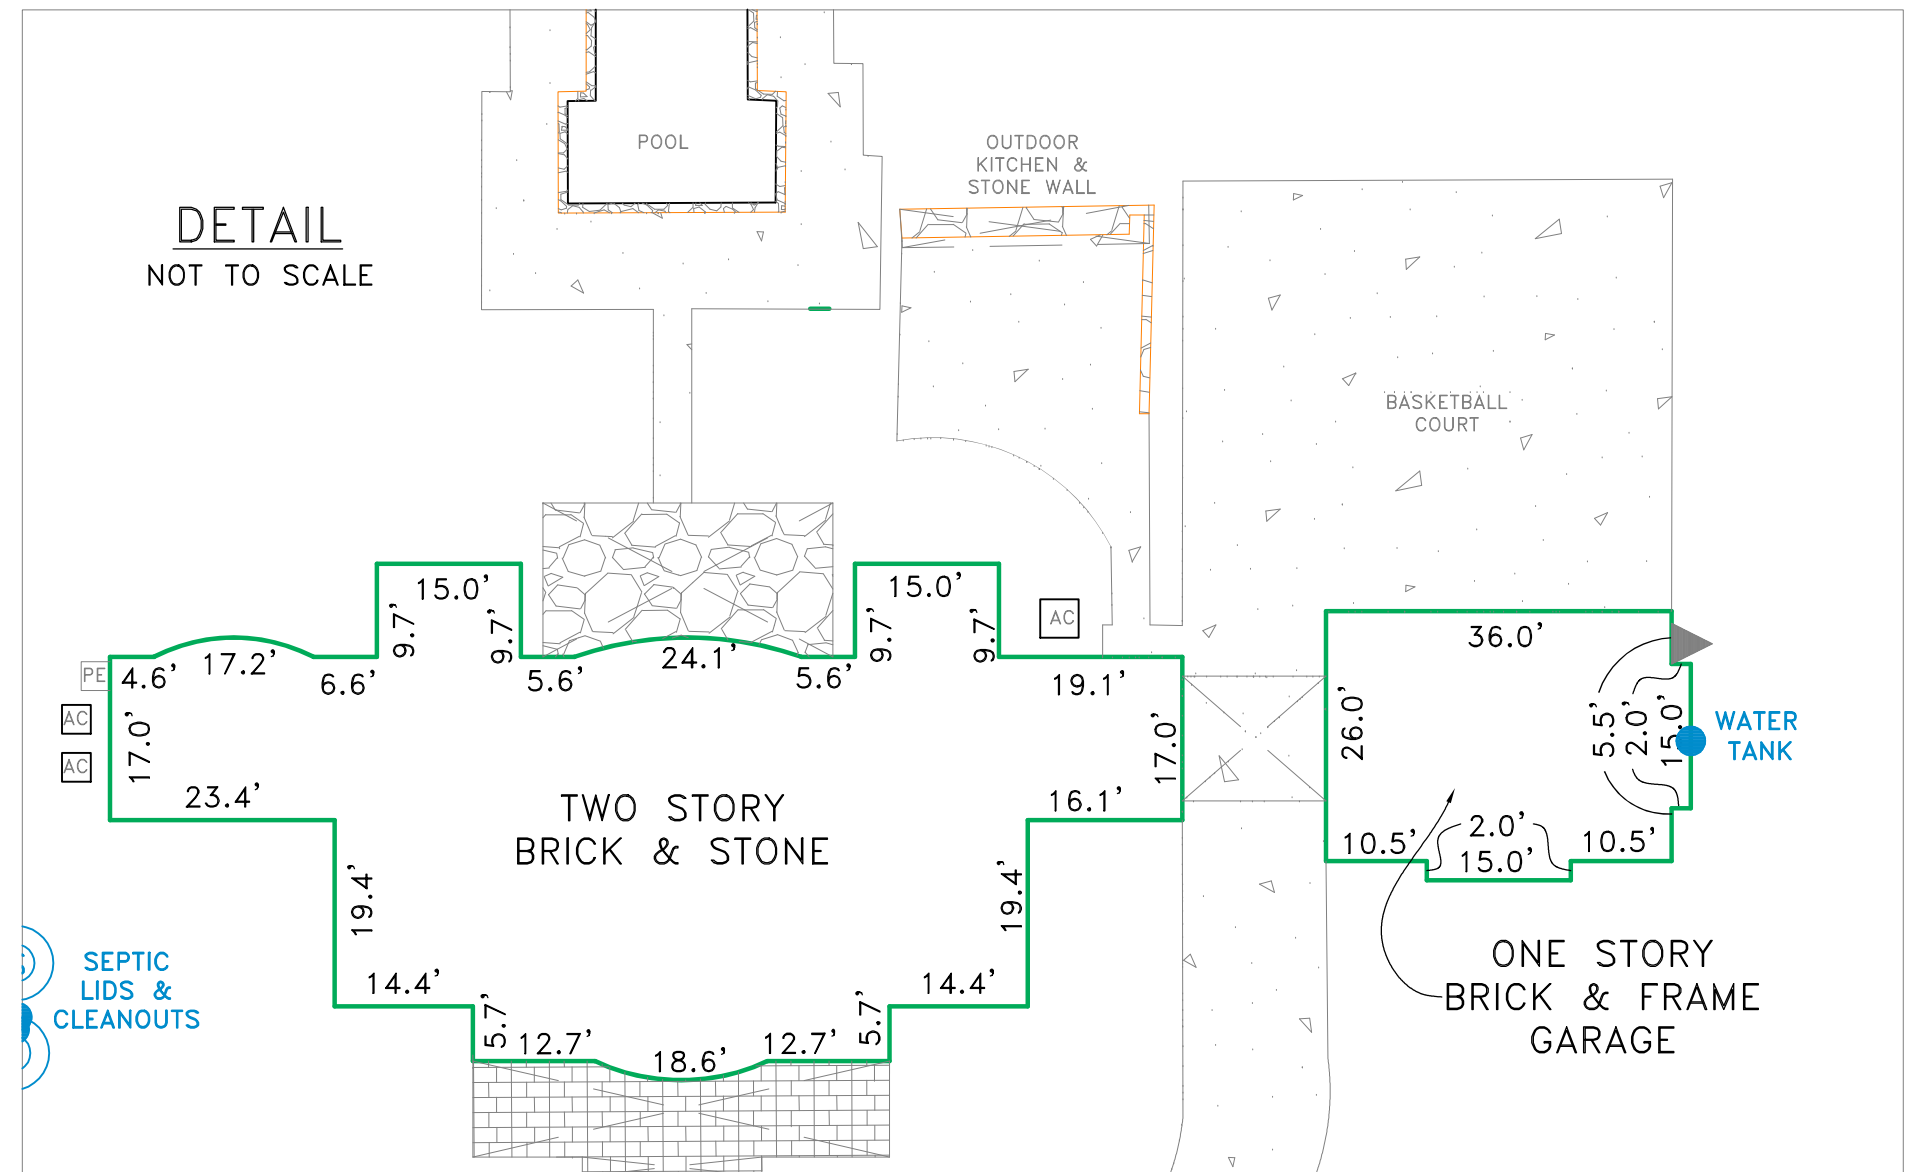 POOL
OUTDOOR
KITCHEN &
STONE WALL
DETAIL
NOT TO SCALE
BASKETBALL
COURT
15.0'
9.7'
9.7'
15.0'
9.7'
9.7'
AC
36.0'
PE
4.6'
17.2'
6.6'
5.6'
24.1'
5.6'
19.1'
AC
AC
17.0'
23.4'
17.0'
16.1'
26.0'
5.5'
2.0'
15.0'
WATER
TANK
TWO STORY
BRICK & STONE
10.5'
2.0'
15.0'
10.5'
19.4'
19.4'
SEPTIC
LIDS &
CLEANOUTS
14.4'
14.4'
5.7'
12.7'
18.6'
12.7'
5.7'
ONE STORY
BRICK & FRAME
GARAGE